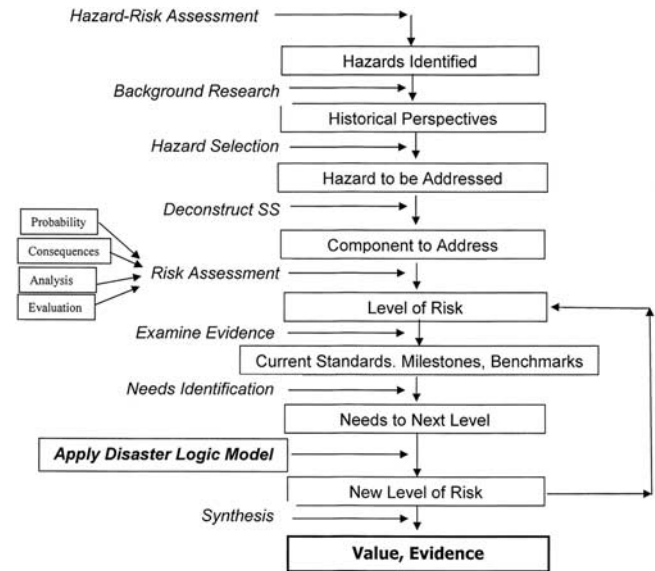 Hazard-Risk Assessment
Hazards Identified
Background Research
Historical Perspectives
Hazard Selection
Hazard to be Addressed
Deconstruct SS
Component to Address
Probability
Consequences
Analysis
Evaluation
Risk Assessment
Level of Risk
Examine Evidence
Current Standards. Milestones, Benchmarks
Needs Identification
Needs to Next Level
Apply Disaster Logic Model
New Level of Risk
Synthesis
Value, Evidence